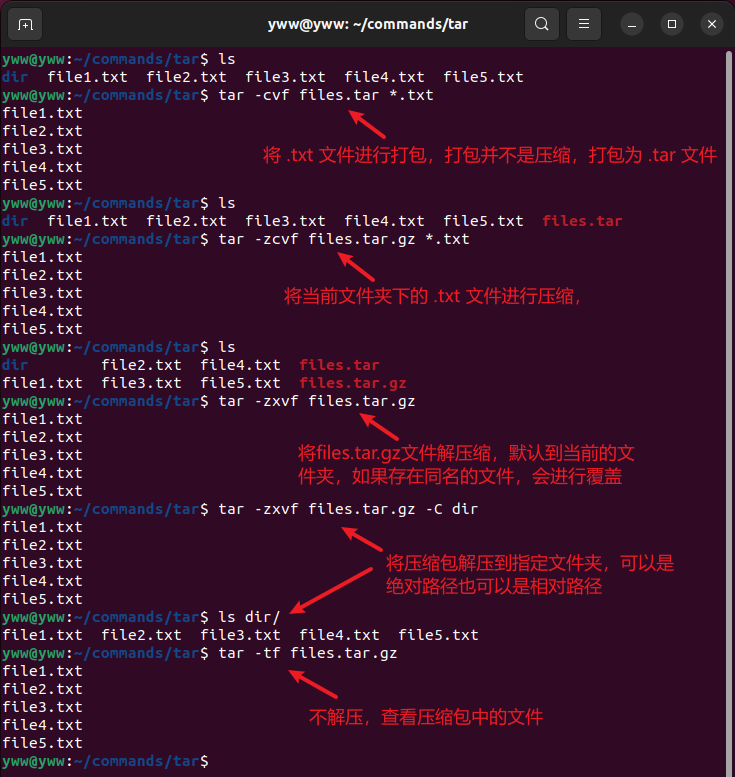 yww@yww: ~/commands/tar
yww@yww:~/commands/tar$ ls
dir  file1.txt  file2.txt  file3.txt  file4.txt  file5.txt
yww@yww:~/commands/tar$ tar -cvf files.tar *.txt
file1.txt
file2.txt
file3.txt
将 .txt 文件进行打包，打包并不是压缩，打包为 .tar 文件
file4.txt
file5.txt
yww@yww:~/commands/tar$ ls
dir  file1.txt  file2.txt  file3.txt  file4.txt  file5.txt  files.tar
yww@yww:~/commands/tar$ tar -zcvf files.tar.gz *.txt
file1.txt
file2.txt
file3.txt
将当前文件夹下的 .txt 文件进行压缩，
file4.txt
file5.txt
yww@yww:~/commands/tar$ ls
dir        file2.txt  file4.txt  files.tar
file1.txt  file3.txt  file5.txt  files.tar.gz
yww@yww:~/commands/tar$ tar -zxvf files.tar.gz
file1.txt
file2.txt
file3.txt
将files.tar.gz文件解压缩，默认到当前的文
file4.txt
件夹，如果存在同名的文件，会进行覆盖
file5.txt
yww@yww:~/commands/tar$ tar -zxvf files.tar.gz -C dir
file1.txt
file2.txt
file3.txt
将压缩包解压到指定文件夹，可以是
file4.txt
绝对路径也可以是相对路径
file5.txt
yww@yww:~/commands/tar$ ls dir/
file1.txt  file2.txt  file3.txt  file4.txt  file5.txt
yww@yww:~/commands/tar$ tar -tf files.tar.gz
file1.txt
file2.txt
file3.txt
不解压，查看压缩包中的文件
file4.txt
file5.txt
yww@yww:~/commands/tar$